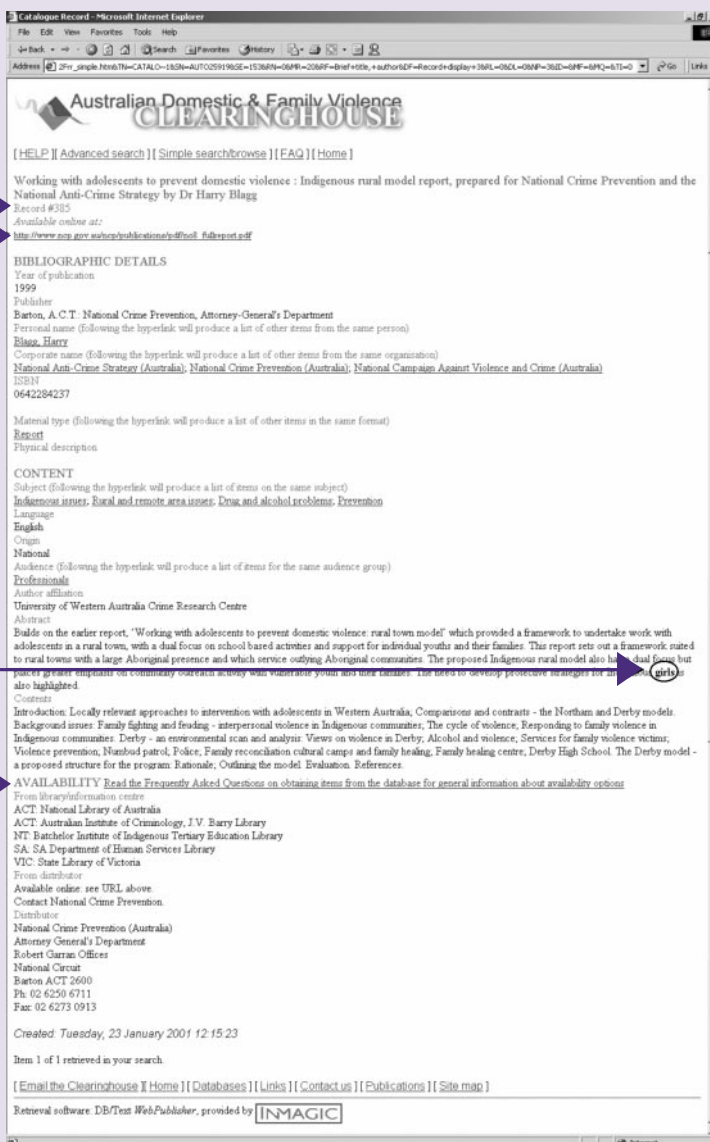 Catalogue Record - Microsoft Internet Explorer
File Edit View Favorites Tools Help
Back Search Favorites History
Address Go Links
Australian Domestic & Family Violence
CLEARINGHOUSE
[ HELP ][ Advanced search ] [ Simple search/browse ] [ FAQ ] [ Home ]
Working with adolescents to prevent domestic violence : Indigenous rural model report, prepared for National Crime Prevention and the
National Anti-Crime Strategy by Dr Harry Blagg
Record #385
Available online at:
BIBLIOGRAPHIC DETAILS
Year of publication
1999
Publisher
Barton, A.C.T.: National Crime Prevention, Attorney-General's Department
Personal name (following the hyperlink will produce a list of other items from the same person)
Blagg, Harry
Corporate name (following the hyperlink will produce a list of other items from the same organisation)
National Anti-Crime Strategy (Australia); National Crime Prevention (Australia); National Campaign Against Violence and Crime (Australia)
ISBN
0642284237
Material type (following the hyperlink will produce a list of other items in the same format)
Report
Physical description
CONTENT
Subject (following the hyperlink will produce a list of items on the same subject)
Indigenous issues; Rural and remote area issues; Drug and alcohol problems; Prevention
Language
English
Origin
National
Audience (following the hyperlink will produce a list of items for the same audience group)
Professionals
Author affiliation
University of Western Australia Crime Research Centre
Abstract
Builds on the earlier report, "Working with adolescents to prevent domestic violence: rural town model" which provided a framework to undertake work with
adolescents in a rural town, with a dual focus on school based activities and support for individual youths and their families. This report sets out a framework suited
to rural towns with a large Aboriginal presence and which service outlying Aboriginal communities. The proposed Indigenous rural model also has a dual focus but
places greater emphasis on community outreach activity with vulnerable youth and their families. The need to develop protective strategies for girls is
also highlighted.
Contents
Introduction: Locally relevant approaches to intervention with adolescents in Western Australia; Comparisons and contrasts - the Northam and Derby models.
Background issues: Family fighting and feuding - interpersonal violence in Indigenous communities; The cycle of violence; Responding to family violence in
Indigenous communities. Derby - an environmental scan and analysis: Views on violence in Derby; Alcohol and violence; Services for family violence victims;
Violence prevention; Numbud patrol; Police; Family reconciliation cultural camps and family healing; Family healing centre; Derby High School. The Derby model -
a proposed structure for the program: Rationale; Outlining the model. Evaluation. References.
AVAILABILITY Read the Frequently Asked Questions on obtaining items from the database for general information about availability options
From library/information centre
ACT: National Library of Australia
ACT: Australian Institute of Criminology, J.V. Barry Library
NT: Batchelor Institute of Indigenous Tertiary Education Library
SA: SA Department of Human Services Library
VIC: State Library of Victoria
From distributor
Available online: see URL above.
Contact National Crime Prevention.
Distributor
National Crime Prevention (Australia)
Attorney General's Department
Robert Garran Offices
National Circuit
Barton ACT 2600
Ph: 02 6250 6711
Fax: 02 6273 0913
Created: Tuesday, 23 January 2001 12:15:23
Item 1 of 1 retrieved in your search.
[ Email the Clearinghouse ][ Home ] [ Databases ] [ Links ] [ Contact us ] [ Publications ] [ Site map ]
Retrieval software: DB/Text WebPublisher, provided by INMAGIC